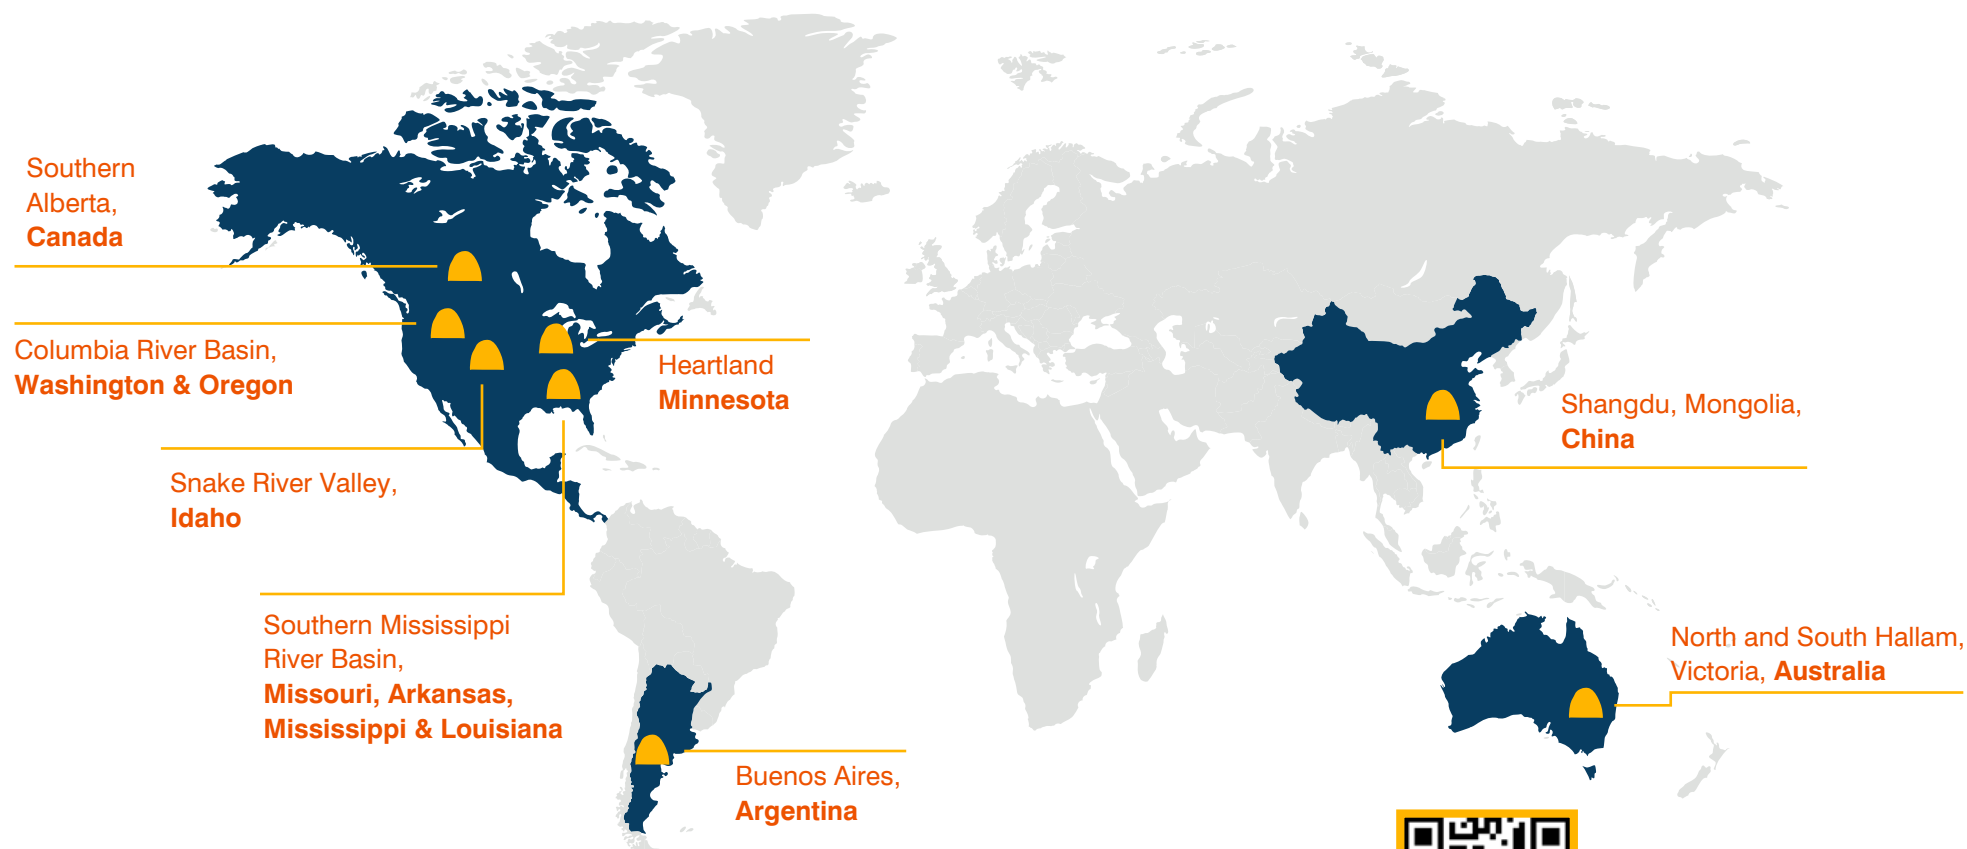 Southern
Alberta,
Canada
Columbia River Basin,
Washington & Oregon
Snake River Valley,
Idaho
Southern Mississippi
River Basin,
Missouri, Arkansas,
Mississippi & Louisiana
Heartland
Minnesota
Buenos Aires,
Argentina
Shangdu, Mongolia,
China
North and South Hallam,
Victoria, Australia